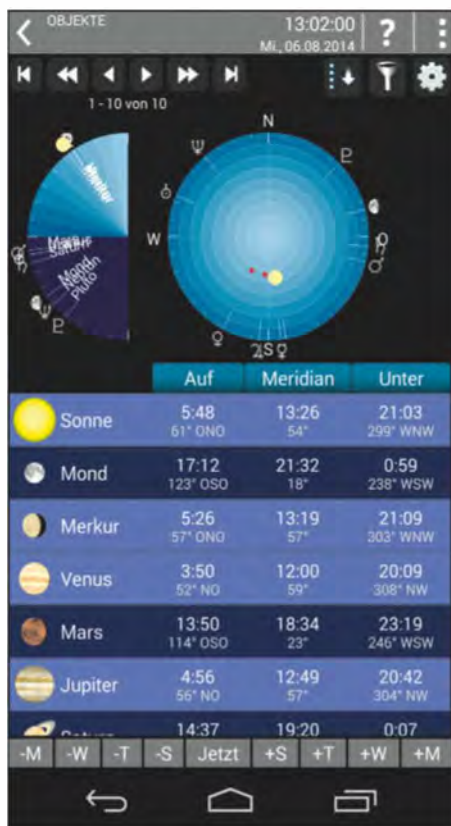 OBJEKTE
13:02:00
Mi., 06.08.2014
?
1 - 10 von 10
N
W
S
Merkur
Mars
Saturn
Mond
Neptun
Pluto
Auf Meridian Unter
Sonne 5:48 13:26 21:03
61° ONO 54° 299° WNW
Mond 17:12 21:32 0:59
123° OSO 18° 238° WSW
Merkur 5:26 13:19 21:09
57° ONO 57° 303° WNW
Venus 3:50 12:00 20:09
52° NO 59° 308° NW
Mars 13:50 18:34 23:19
114° OSO 23° 246° WSW
Jupiter 4:56 12:49 20:42
56° NO 57° 304° NW
Saturn 14:37 19:20 0:07
-M -W -T -S Jetzt +S +T +W +M